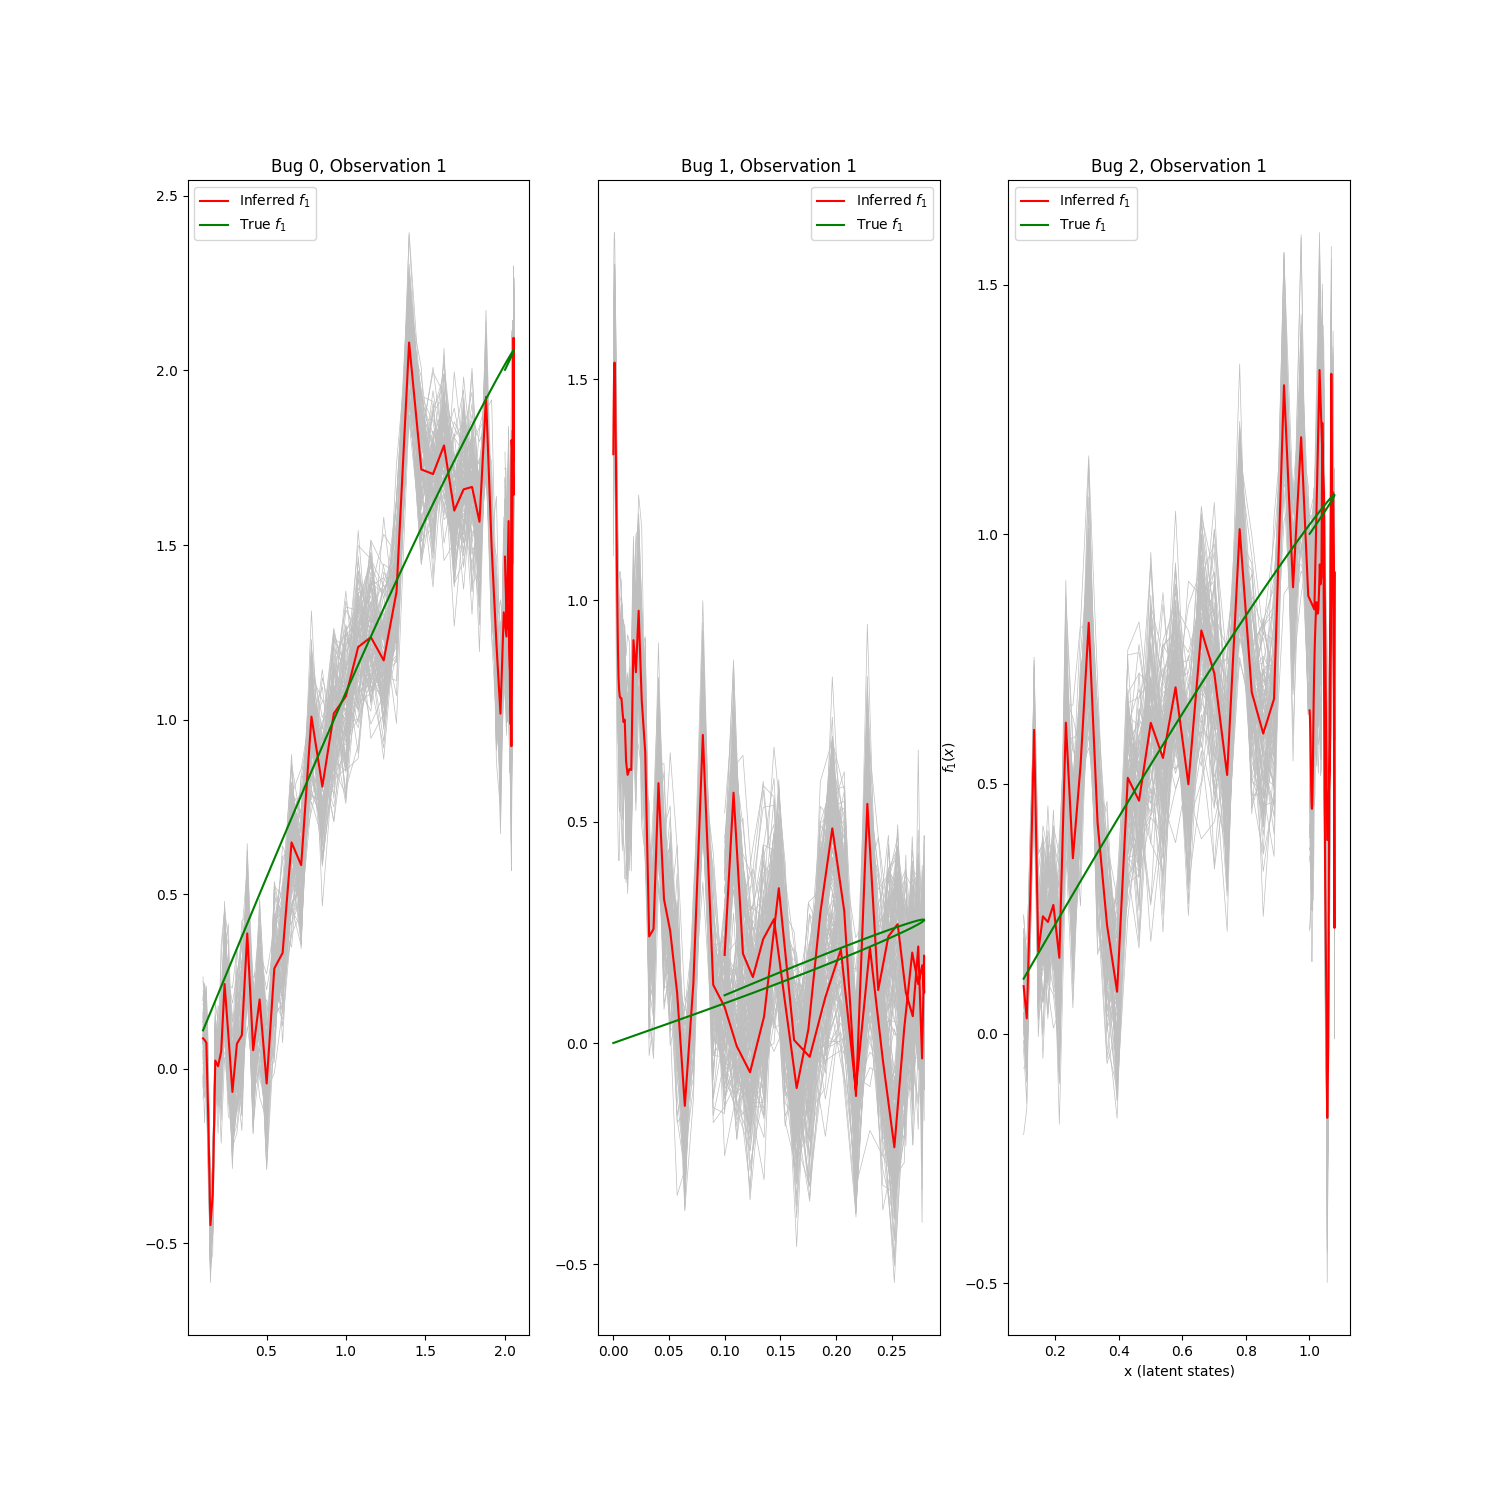 Bug 0, Observation 1
Inferred f₁
True f₁
2.5
2.0
1.5
1.0
0.5
0.0
−0.5
0.5 1.0 1.5 2.0
Bug 1, Observation 1
Inferred f₁
True f₁
1.5
1.0
0.5
0.0
−0.5
0.00 0.05 0.10 0.15 0.20 0.25
Bug 2, Observation 1
Inferred f₁
True f₁
f₁(x)
1.5
1.0
0.5
0.0
−0.5
0.2 0.4 0.6 0.8 1.0
x (latent states)